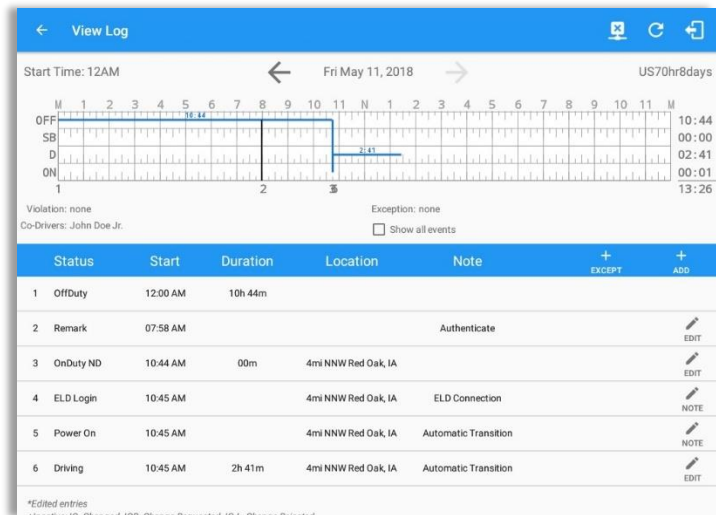 View Log
Start Time: 12AM Fri May 11, 2018 US70hr8days
M 1 2 3 4 5 6 7 8 9 10 11 N 1 2 3 4 5 6 7 8 9 10 11 M
OFF 10:44 10:44
SB 00:00
D 2:41 02:41
ON 00:01
1 2 36 13:26
Violation: none Exception: none
Co-Drivers: John Doe Jr. Show all events
Status Start Duration Location Note + EXCEPT + ADD
1 OffDuty 12:00 AM 10h 44m
2 Remark 07:58 AM Authenticate EDIT
3 OnDuty ND 10:44 AM 00m 4mi NNW Red Oak, IA EDIT
4 ELD Login 10:45 AM 4mi NNW Red Oak, IA ELD Connection NOTE
5 Power On 10:45 AM 4mi NNW Red Oak, IA Automatic Transition NOTE
6 Driving 10:45 AM 2h 41m 4mi NNW Red Oak, IA Automatic Transition EDIT
*Edited entries